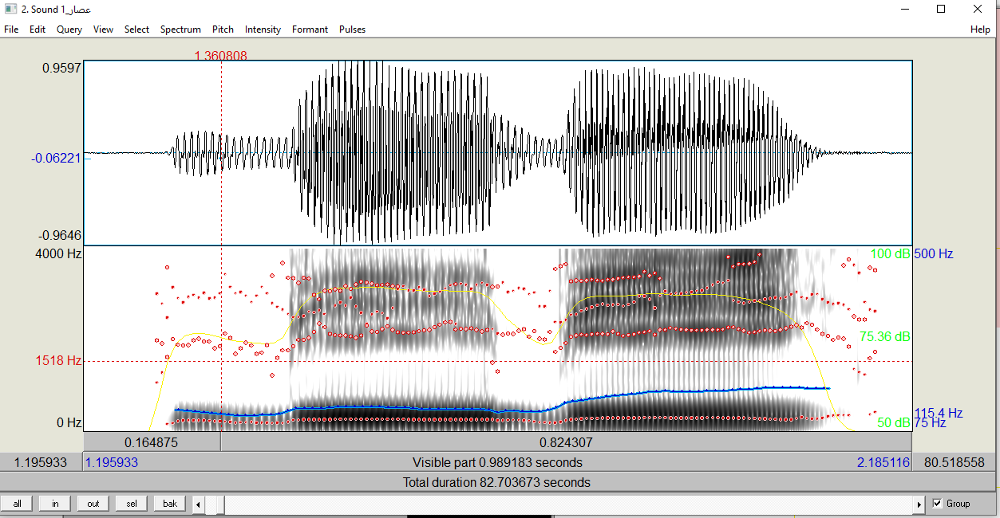 2. Sound 1_عصار
File Edit Query View Select Spectrum Pitch Intensity Formant Pulses Help
1.360808
0.9597
-0.06221
-0.9646
4000 Hz 100 dB 500 Hz
75.36 dB
1518 Hz
115.4 Hz
0 Hz 50 dB 75 Hz
0.164875 0.824307
1.195933 1.195933 Visible part 0.989183 seconds 2.185116 80.518558
Total duration 82.703673 seconds
all in out sel bak Group